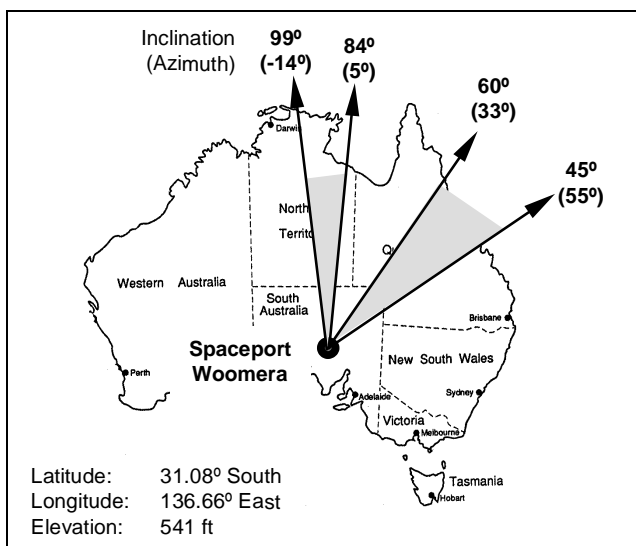 Inclination 99º 84º
(Azimuth) (-14º) (5º)
60º
(33º)
45º
(55º)
Darwin
North
Territo
Qu
Western Australia
South
Australia
Brisbane
Spaceport
Woomera
New South Wales
Perth
Adelaide
Sydney
Victoria
Melbourne
Latitude: 31.08º South
Longitude: 136.66º East
Elevation: 541 ft
Tasmania
Hobart